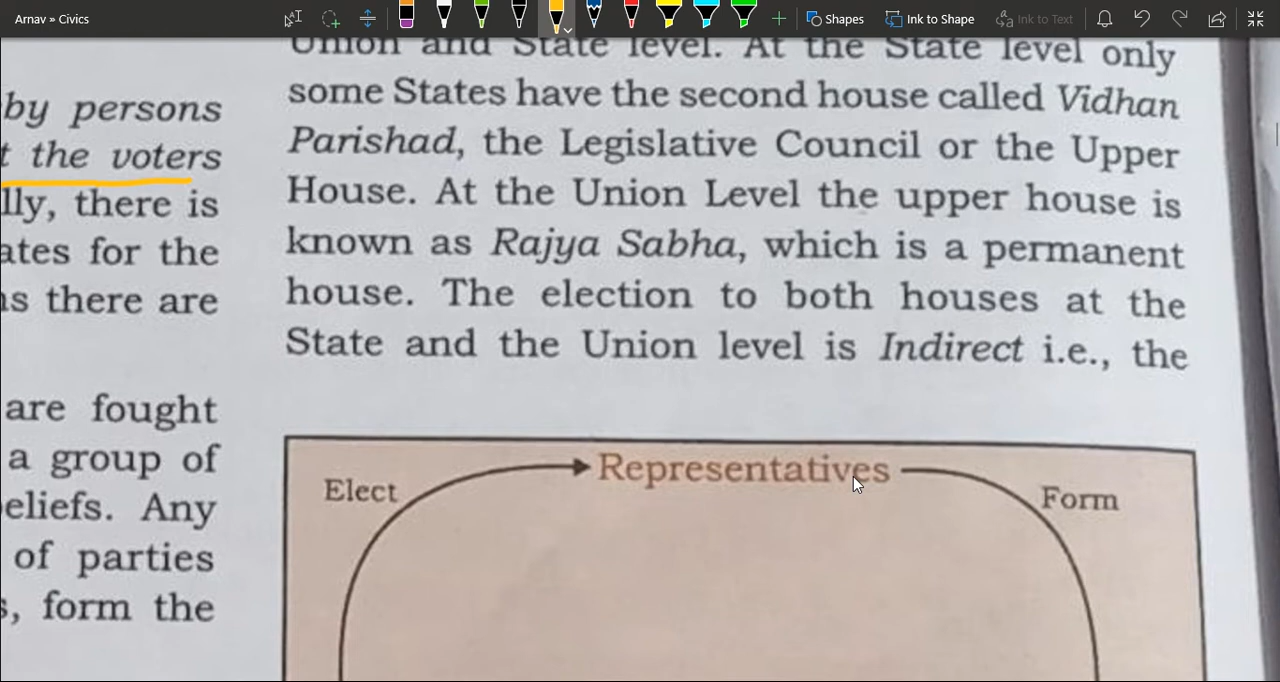 Arnav » Civics
Shapes
Ink to Shape
Ink to Text
by persons
t the voters
lly, there is
ates for the
as there are
are fought
a group of
eliefs. Any
of parties
s, form the
Union and State level. At the State level only
some States have the second house called Vidhan
Parishad, the Legislative Council or the Upper
House. At the Union Level the upper house is
known as Rajya Sabha, which is a permanent
house. The election to both houses at the
State and the Union level is Indirect i.e., the
Elect
Representatives
Form